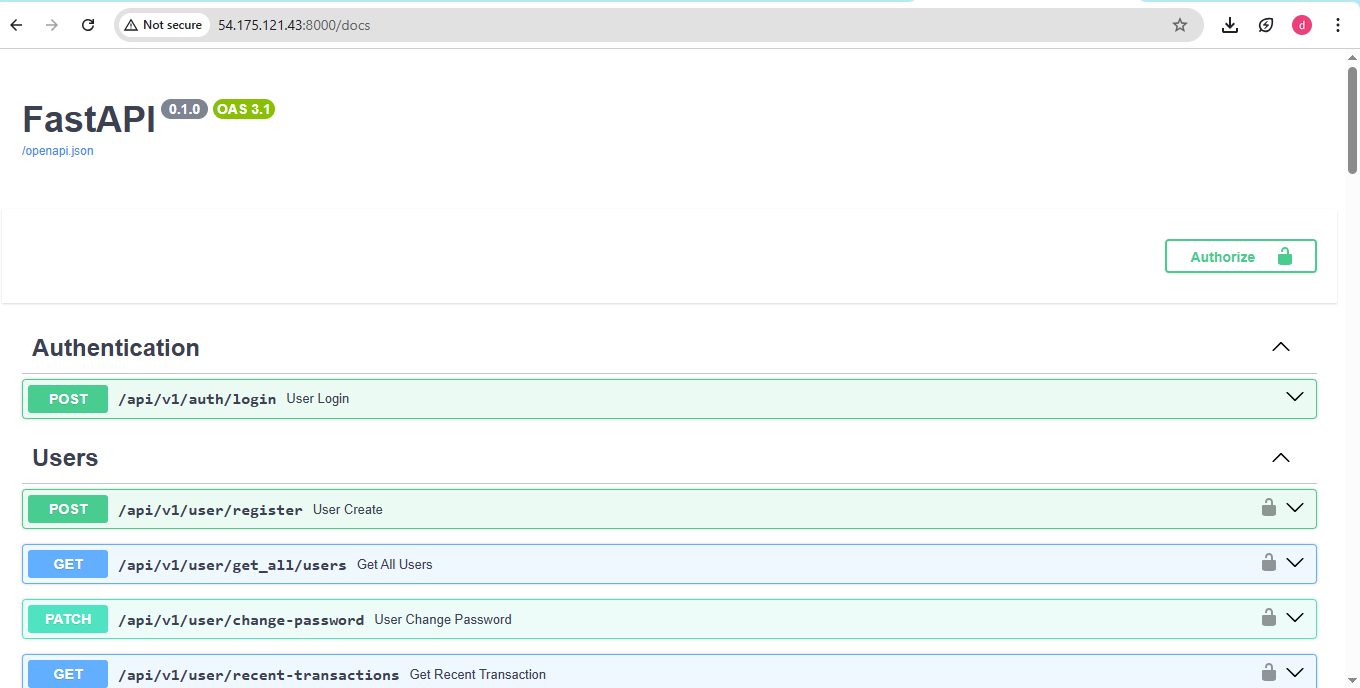 Not secure 54.175.121.43:8000/docs d
FastAPI 0.1.0 OAS 3.1
/openapi.json
Authorize
Authentication
POST /api/v1/auth/login User Login
Users
POST /api/v1/user/register User Create
GET /api/v1/user/get_all/users Get All Users
PATCH /api/v1/user/change-password User Change Password
GET /api/v1/user/recent-transactions Get Recent Transaction